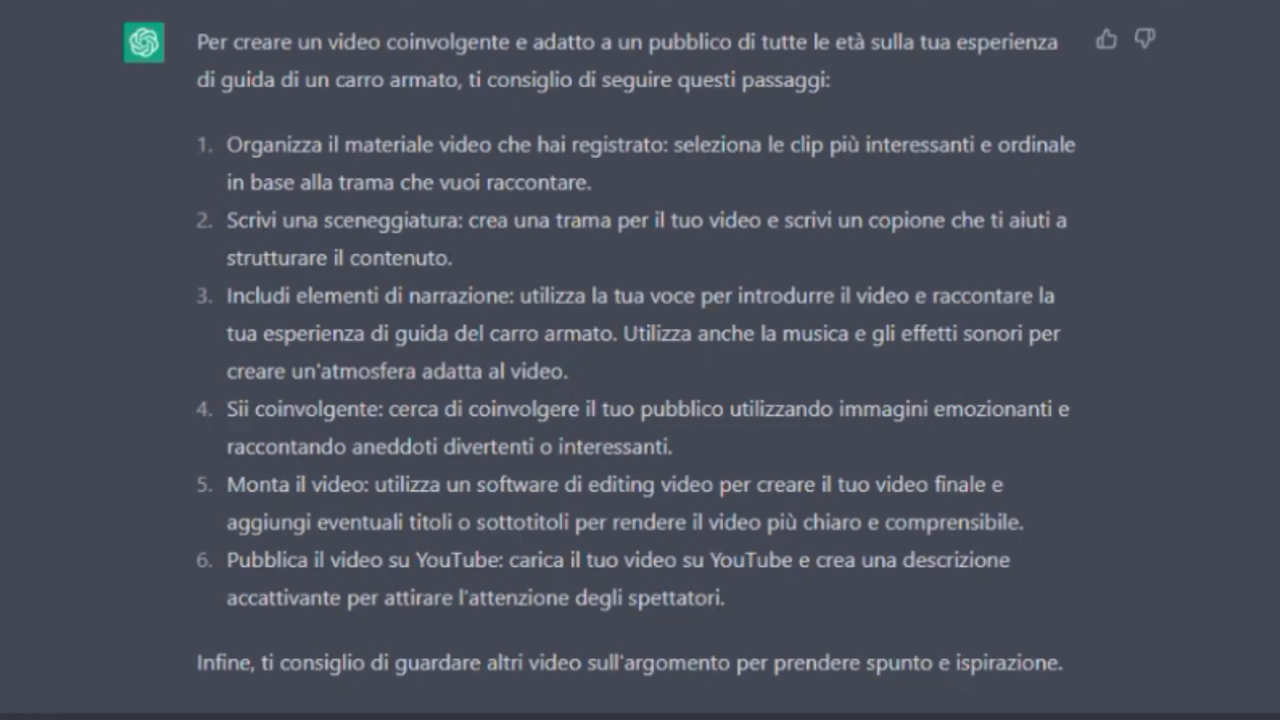 Per creare un video coinvolgente e adatto a un pubblico di tutte le età sulla tua esperienza
di guida di un carro armato, ti consiglio di seguire questi passaggi:
1. Organizza il materiale video che hai registrato: seleziona le clip più interessanti e ordinale
in base alla trama che vuoi raccontare.
2. Scrivi una sceneggiatura: crea una trama per il tuo video e scrivi un copione che ti aiuti a
strutturare il contenuto.
3. Includi elementi di narrazione: utilizza la tua voce per introdurre il video e raccontare la
tua esperienza di guida del carro armato. Utilizza anche la musica e gli effetti sonori per
creare un'atmosfera adatta al video.
4. Sii coinvolgente: cerca di coinvolgere il tuo pubblico utilizzando immagini emozionanti e
raccontando aneddoti divertenti o interessanti.
5. Monta il video: utilizza un software di editing video per creare il tuo video finale e
aggiungi eventuali titoli o sottotitoli per rendere il video più chiaro e comprensibile.
6. Pubblica il video su YouTube: carica il tuo video su YouTube e crea una descrizione
accattivante per attirare l'attenzione degli spettatori.
Infine, ti consiglio di guardare altri video sull'argomento per prendere spunto e ispirazione.